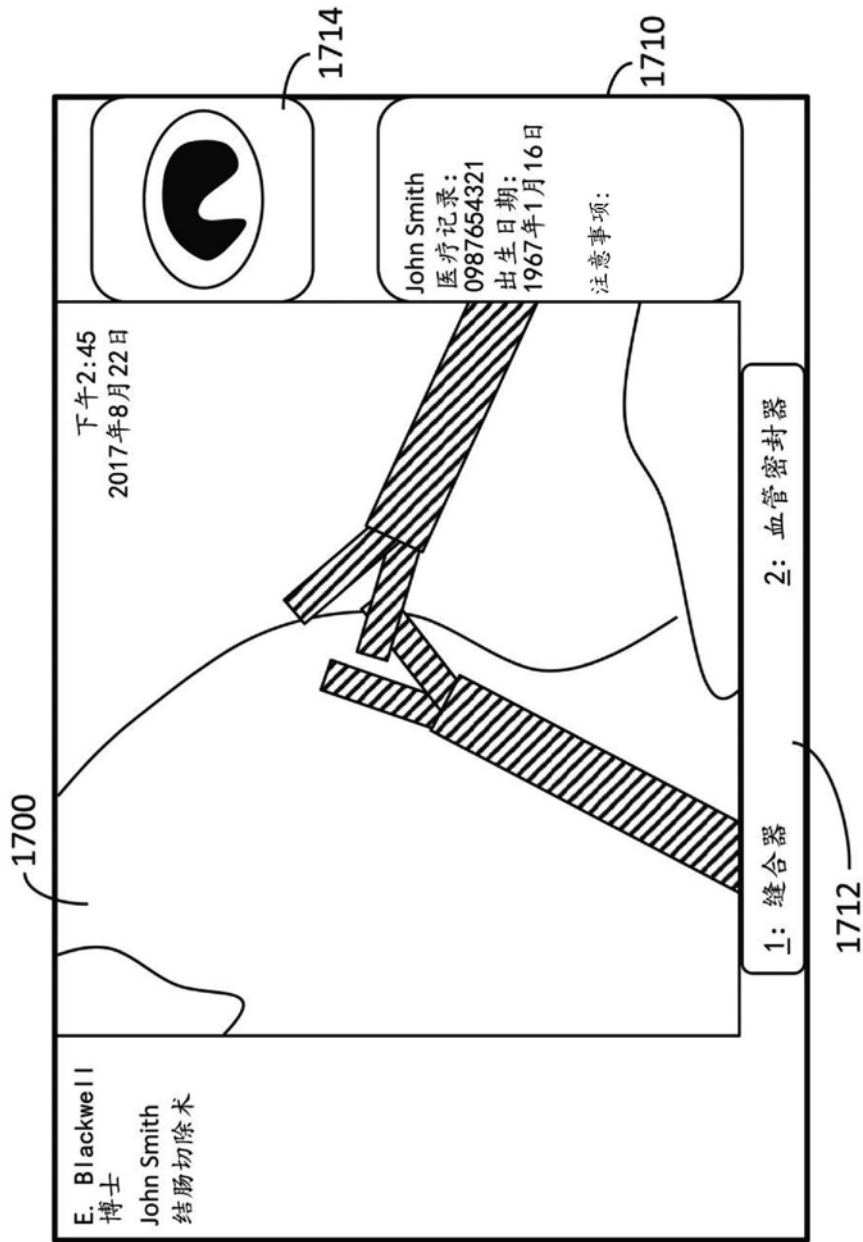 1700
E. Blackwell
博士
John Smith
结肠切除术
下午2:45
2017年8月22日
1714
John Smith
医疗记录：
0987654321
出生日期：
1967年1月16日
注意事项：
1710
1: 缝合器
2: 血管密封器
1712